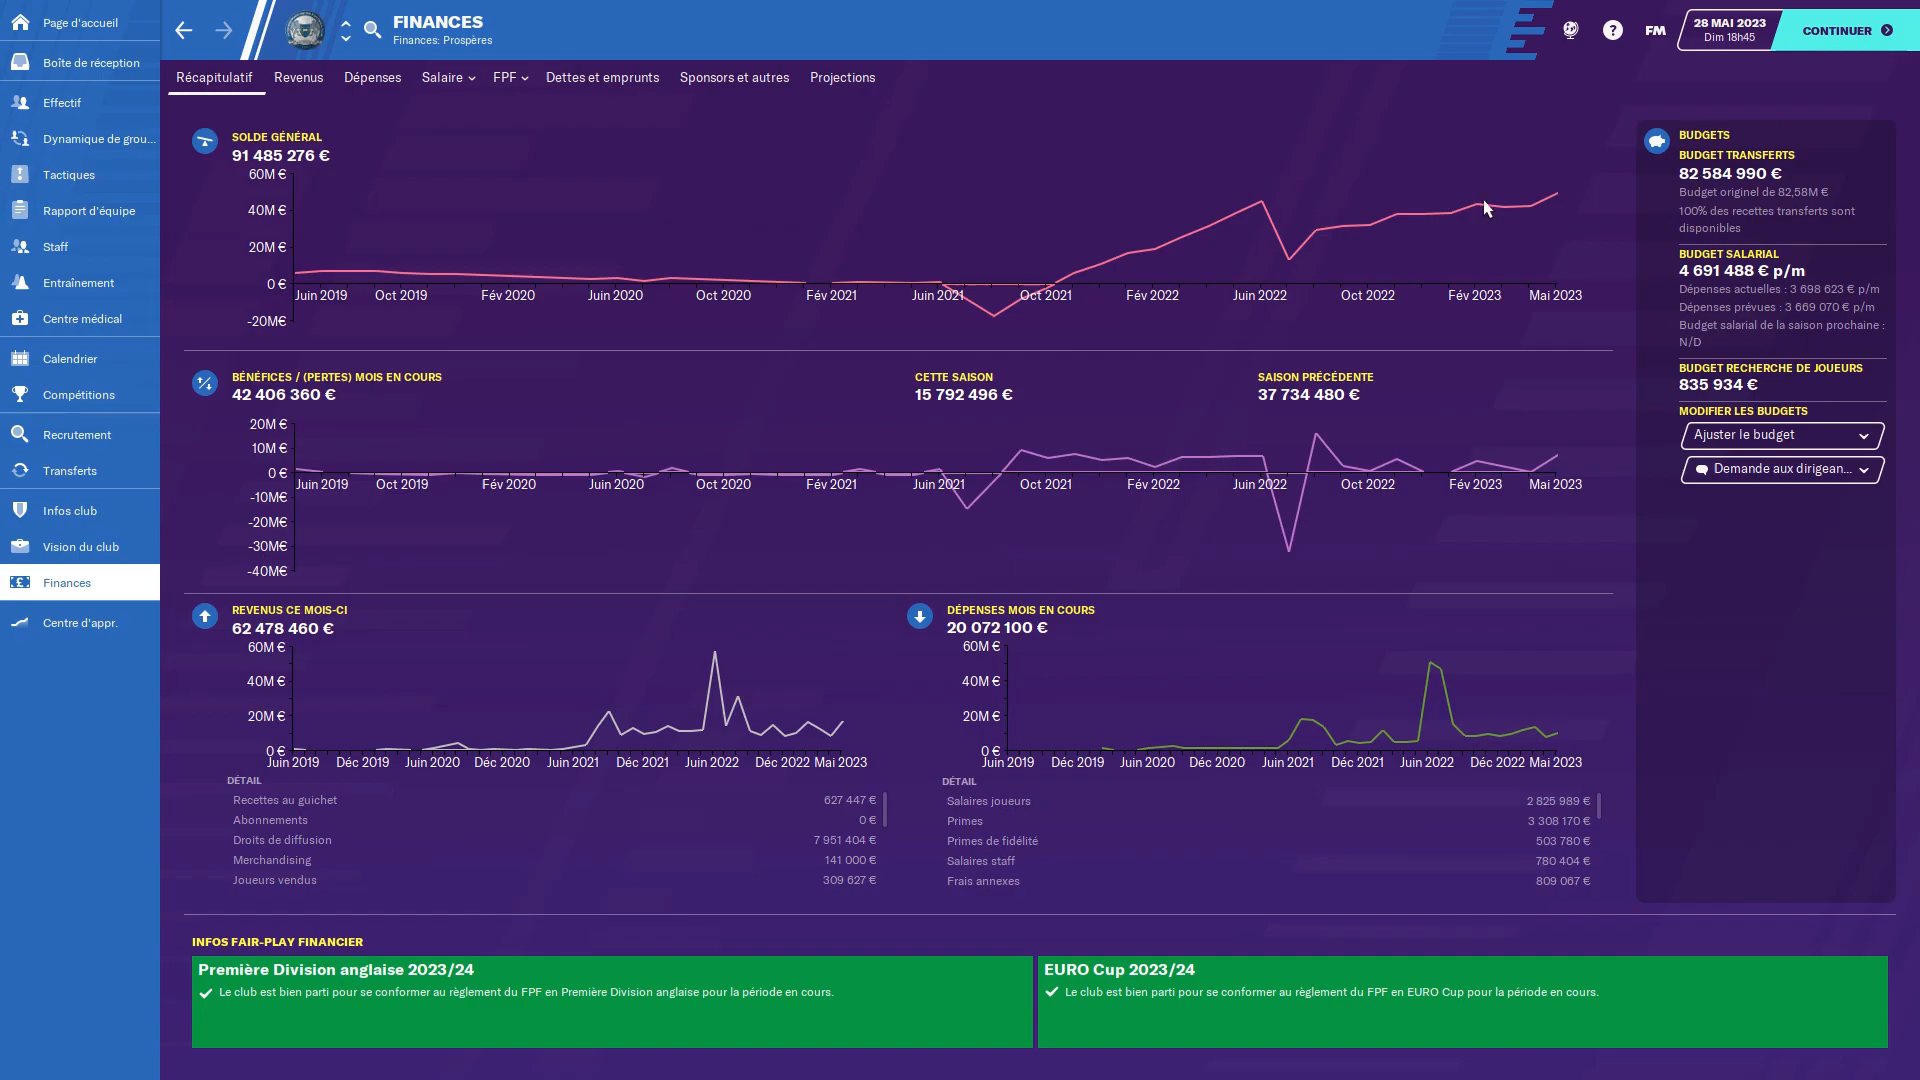 Page d'accueil
Boîte de réception
Effectif
Dynamique de grou...
Tactiques
Rapport d'équipe
Staff
Entraînement
Centre médical
Calendrier
Compétitions
Recrutement
Transferts
Infos club
Vision du club
Finances
Centre d'appr.
FINANCES
Finances: Prospères
?
FM
28 MAI 2023
Dim 18h45
CONTINUER
Récapitulatif Revenus Dépenses Salaire FPF Dettes et emprunts Sponsors et autres Projections
SOLDE GÉNÉRAL
91 485 276 €
60M €
40M €
20M €
0 €
-20M€
Juin 2019 Oct 2019 Fév 2020 Juin 2020 Oct 2020 Fév 2021 Juin 2021 Oct 2021 Fév 2022 Juin 2022 Oct 2022 Fév 2023 Mai 2023
BÉNÉFICES / (PERTES) MOIS EN COURS
42 406 360 €
CETTE SAISON
15 792 496 €
SAISON PRÉCÉDENTE
37 734 480 €
20M €
10M €
0 €
-10M€
-20M€
-30M€
-40M€
Juin 2019 Oct 2019 Fév 2020 Juin 2020 Oct 2020 Fév 2021 Juin 2021 Oct 2021 Fév 2022 Juin 2022 Oct 2022 Fév 2023 Mai 2023
REVENUS CE MOIS-CI
62 478 460 €
60M €
40M €
20M €
0 €
Juin 2019 Déc 2019 Juin 2020 Déc 2020 Juin 2021 Déc 2021 Juin 2022 Déc 2022 Mai 2023
DÉTAIL
Recettes au guichet 627 447 €
Abonnements 0 €
Droits de diffusion 7 951 404 €
Merchandising 141 000 €
Joueurs vendus 309 627 €
DÉPENSES MOIS EN COURS
20 072 100 €
60M €
40M €
20M €
0 €
Juin 2019 Déc 2019 Juin 2020 Déc 2020 Juin 2021 Déc 2021 Juin 2022 Déc 2022 Mai 2023
DÉTAIL
Salaires joueurs 2 825 989 €
Primes 3 308 170 €
Primes de fidélité 503 780 €
Salaires staff 780 404 €
Frais annexes 809 067 €
BUDGETS
BUDGET TRANSFERTS
82 584 990 €
Budget originel de 82,58M €
100% des recettes transferts sont
disponibles
BUDGET SALARIAL
4 691 488 € p/m
Dépenses actuelles : 3 698 623 € p/m
Dépenses prévues : 3 669 070 € p/m
Budget salarial de la saison prochaine :
N/D
BUDGET RECHERCHE DE JOUEURS
835 934 €
MODIFIER LES BUDGETS
Ajuster le budget
Demande aux dirigean...
INFOS FAIR-PLAY FINANCIER
Première Division anglaise 2023/24
Le club est bien parti pour se conformer au règlement du FPF en Première Division anglaise pour la période en cours.
EURO Cup 2023/24
Le club est bien parti pour se conformer au règlement du FPF en EURO Cup pour la période en cours.